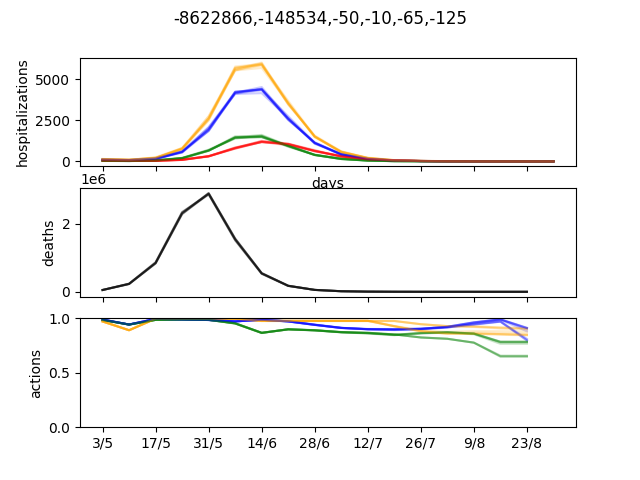 -8622866,-148534,-50,-10,-65,-125
hospitalizations
5000
2500
0
days
1e6
deaths
2
0
actions
1.0
0.5
0.0
3/5 17/5 31/5 14/6 28/6 12/7 26/7 9/8 23/8